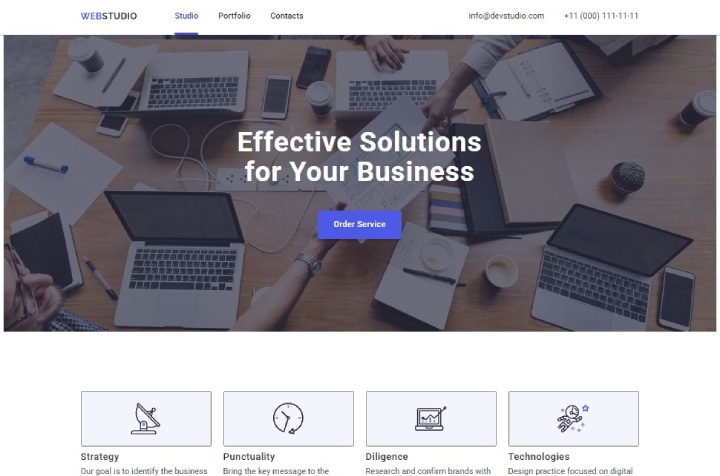 WEBSTUDIO
Studio
Portfolio
Contacts
info@devstudio.com
+11 (000) 111-11-11
Effective Solutions
for Your Business
Order Service
Strategy
Our goal is to identify the business
Punctuality
Bring the key message to the
Diligence
Research and confirm brands with
Technologies
Design practice focused on digital